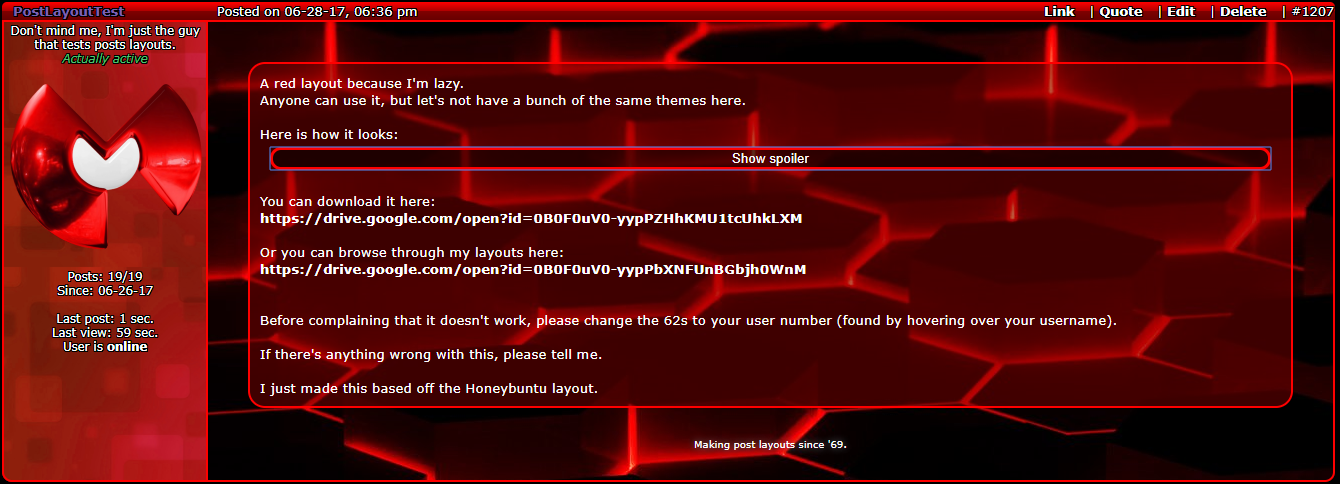 PostLayoutTest
Posted on 06-28-17, 06:36 pm
Link | Quote | Edit | Delete | #1207
Don't mind me, I'm just the guy
that tests posts layouts.
Actually active
Posts: 19/19
Since: 06-26-17
Last post: 1 sec.
Last view: 59 sec.
User is online
A red layout because I'm lazy.
Anyone can use it, but let's not have a bunch of the same themes here.
Here is how it looks:
Show spoiler
You can download it here:
https://drive.google.com/open?id=0B0F0uV0-yypPZHhKMU1tcUhkLXM
Or you can browse through my layouts here:
https://drive.google.com/open?id=0B0F0uV0-yypPbXNFUnBGbjh0WnM
Before complaining that it doesn't work, please change the 62s to your user number (found by hovering over your username).
If there's anything wrong with this, please tell me.
I just made this based off the Honeybuntu layout.
Making post layouts since '69.